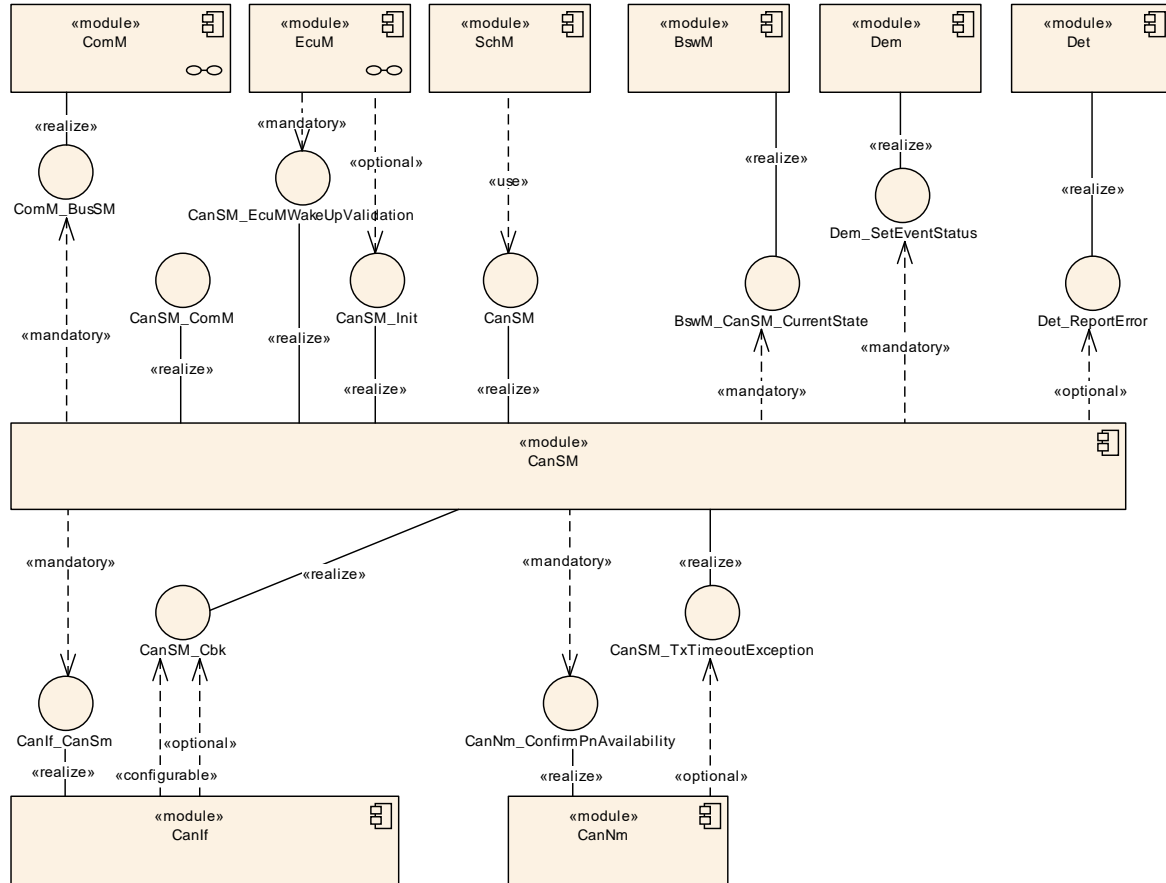 «module»
ComM
«module»
EcuM
«module»
SchM
«module»
BswM
«module»
Dem
«module»
Det
«realize»
«mandatory»
«optional»
«use»
«realize»
«realize»
«realize»
ComM_BusSM
CanSM_EcuMWakeUpValidation
Dem_SetEventStatus
CanSM_ComM
CanSM_Init
CanSM
BswM_CanSM_CurrentState
Det_ReportError
«mandatory»
«realize»
«realize»
«realize»
«realize»
«mandatory»
«mandatory»
«optional»
«module»
CanSM
«mandatory»
«realize»
«mandatory»
«realize»
CanSM_Cbk
CanSM_TxTimeoutException
CanIf_CanSm
«optional»
CanNm_ConfirmPnAvailability
«realize»
«configurable»
«realize»
«optional»
«module»
CanIf
«module»
CanNm